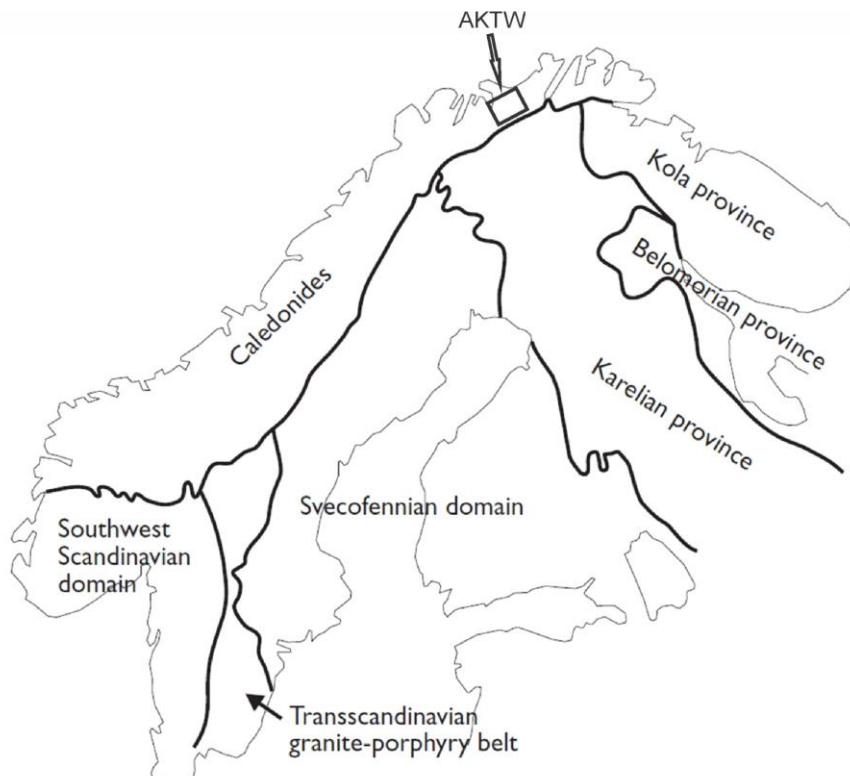 AKTW
Kola province
Belomorian province
Caledonides
Karelian province
Svecofennian domain
Southwest
Scandinavian
domain
Transscandinavian
granite-porphyry belt